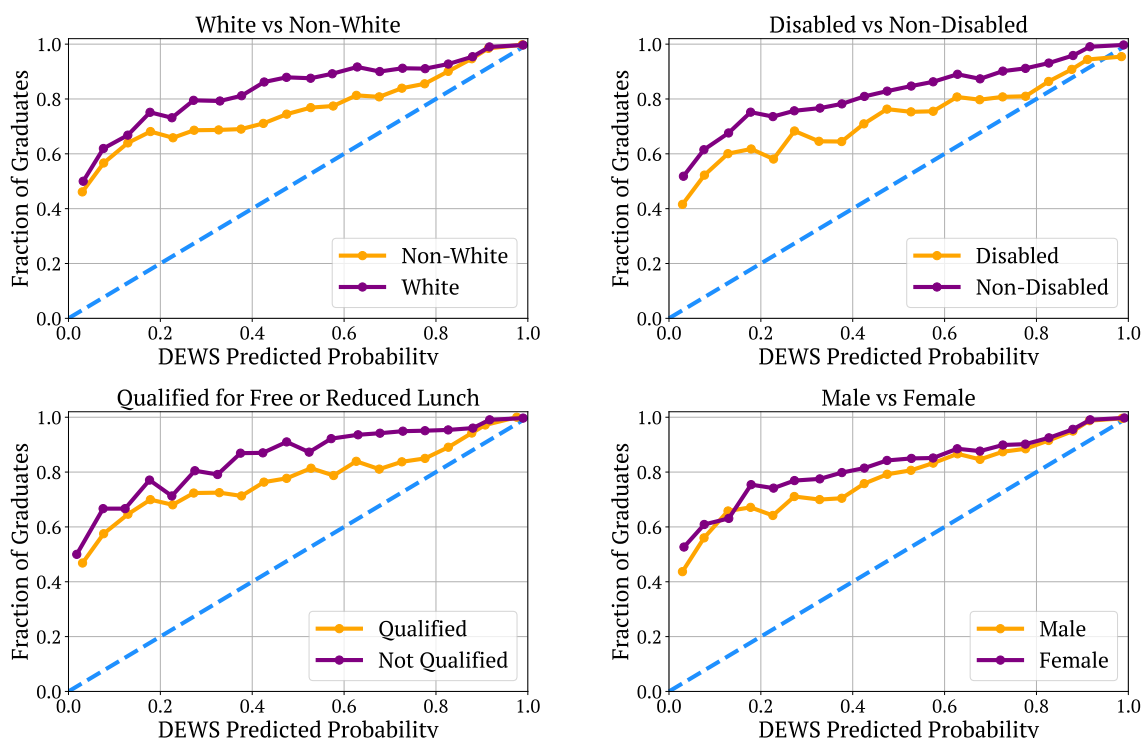 White vs Non-White
1.0
0.8
0.6
0.4
0.2
0.0
Fraction of Graduates
Non-White
White
0.0 0.2 0.4 0.6 0.8 1.0
DEWS Predicted Probability
Disabled vs Non-Disabled
1.0
0.8
0.6
0.4
0.2
0.0
Fraction of Graduates
Disabled
Non-Disabled
0.0 0.2 0.4 0.6 0.8 1.0
DEWS Predicted Probability
Qualified for Free or Reduced Lunch
1.0
0.8
0.6
0.4
0.2
0.0
Fraction of Graduates
Qualified
Not Qualified
0.0 0.2 0.4 0.6 0.8 1.0
DEWS Predicted Probability
Male vs Female
1.0
0.8
0.6
0.4
0.2
0.0
Fraction of Graduates
Male
Female
0.0 0.2 0.4 0.6 0.8 1.0
DEWS Predicted Probability